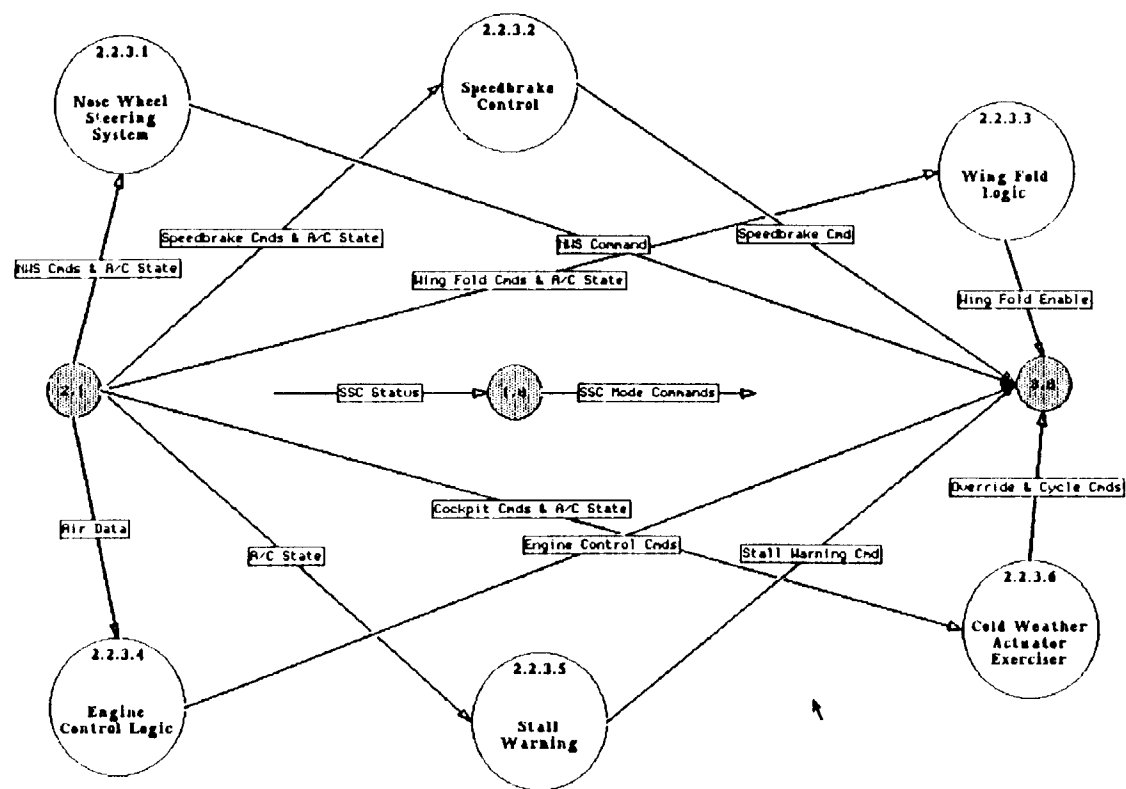 2.2.3.1
Nose Wheel
Steering
System
2.2.3.2
Speedbrake
Control
2.2.3.3
Wing Fold
Logic
Speedbrake Cmds & A/C State
NWS Command
Speedbrake Cmd
NWS Cmds & A/C State
Wing Fold Cmds & A/C State
Wing Fold Enable
2.1
SSC Status
1.0
SSC Mode Commands
3.0
Override & Cycle Cmds
Cockpit Cmds & A/C State
Air Data
A/C State
Engine Control Cmds
Stall Warning Cmd
2.2.3.4
Engine
Control Logic
2.2.3.5
Stall
Warning
2.2.3.6
Cold Weather
Actuator
Exerciser